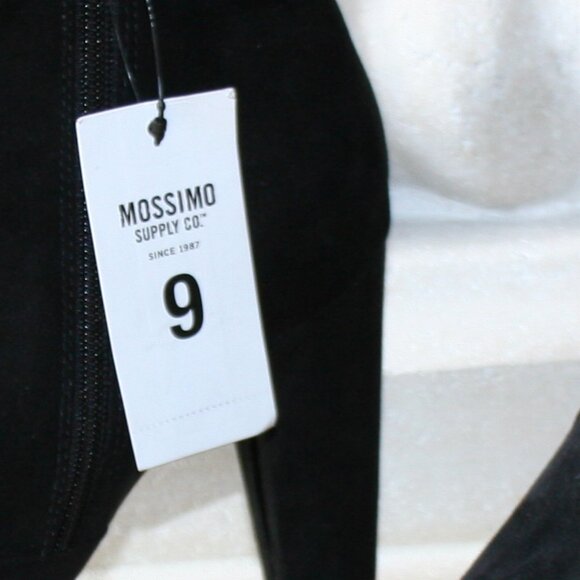 MOSSIMO
SUPPLY CO.™
SINCE 1987
9